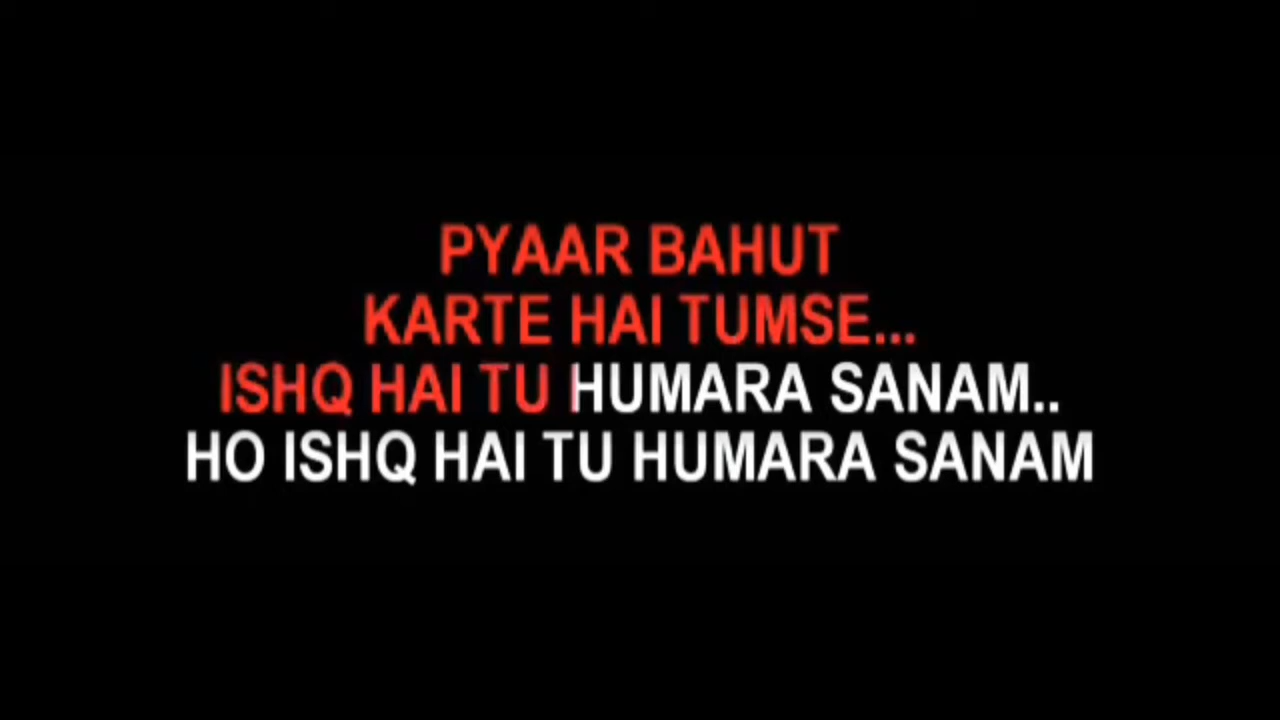 PYAAR BAHUT
KARTE HAI TUMSE...
ISHQ HAI TU HUMARA SANAM..
HO ISHQ HAI TU HUMARA SANAM